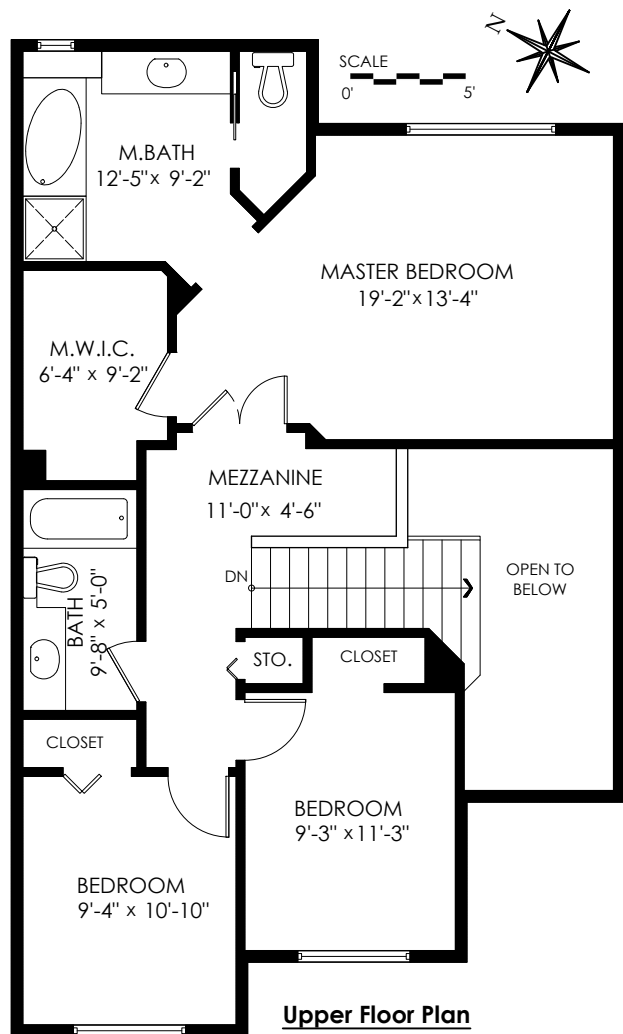 N
SCALE
0' 5'
M.BATH
12'-5" x 9'-2"
MASTER BEDROOM
19'-2" x 13'-4"
M.W.I.C.
6'-4" x 9'-2"
MEZZANINE
11'-0" x 4'-6"
DN
OPEN TO
BELOW
BATH
9'-8" x 5'-0"
STO.
CLOSET
CLOSET
BEDROOM
9'-3" x 11'-3"
BEDROOM
9'-4" x 10'-10"
Upper Floor Plan